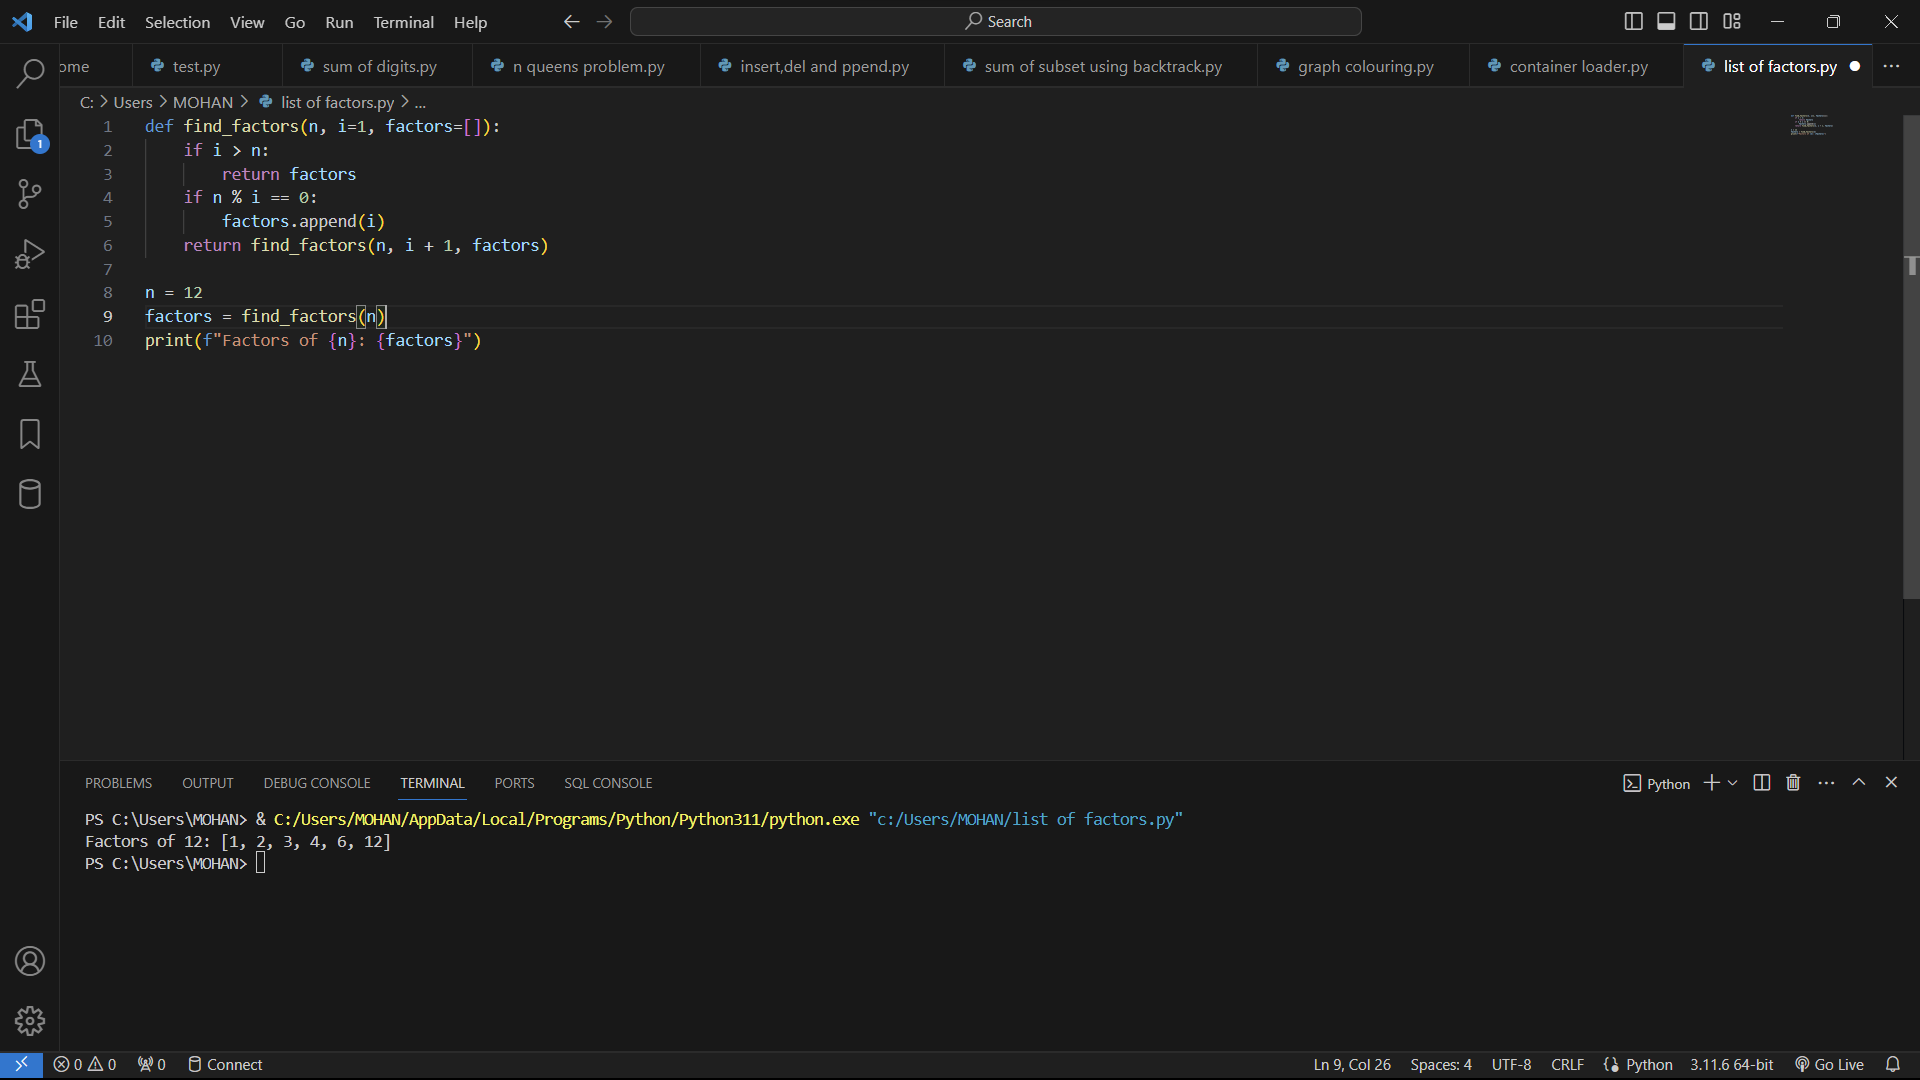 File Edit Selection View Go Run Terminal Help Search
ome test.py sum of digits.py n queens problem.py insert,del and ppend.py sum of subset using backtrack.py graph colouring.py container loader.py list of factors.py ...
C: > Users > MOHAN > list of factors.py > ...
1 def find_factors(n, i=1, factors=[]):
2 if i > n:
3 return factors
4 if n % i == 0:
5 factors.append(i)
6 return find_factors(n, i + 1, factors)
7
8 n = 12
9 factors = find_factors(n)
10 print(f"Factors of {n}: {factors}")
1
PROBLEMS OUTPUT DEBUG CONSOLE TERMINAL PORTS SQL CONSOLE Python
PS C:\Users\MOHAN> & C:/Users/MOHAN/AppData/Local/Programs/Python/Python311/python.exe "c:/Users/MOHAN/list of factors.py"
Factors of 12: [1, 2, 3, 4, 6, 12]
PS C:\Users\MOHAN>
0 0 0 Connect Ln 9, Col 26 Spaces: 4 UTF-8 CRLF Python 3.11.6 64-bit Go Live